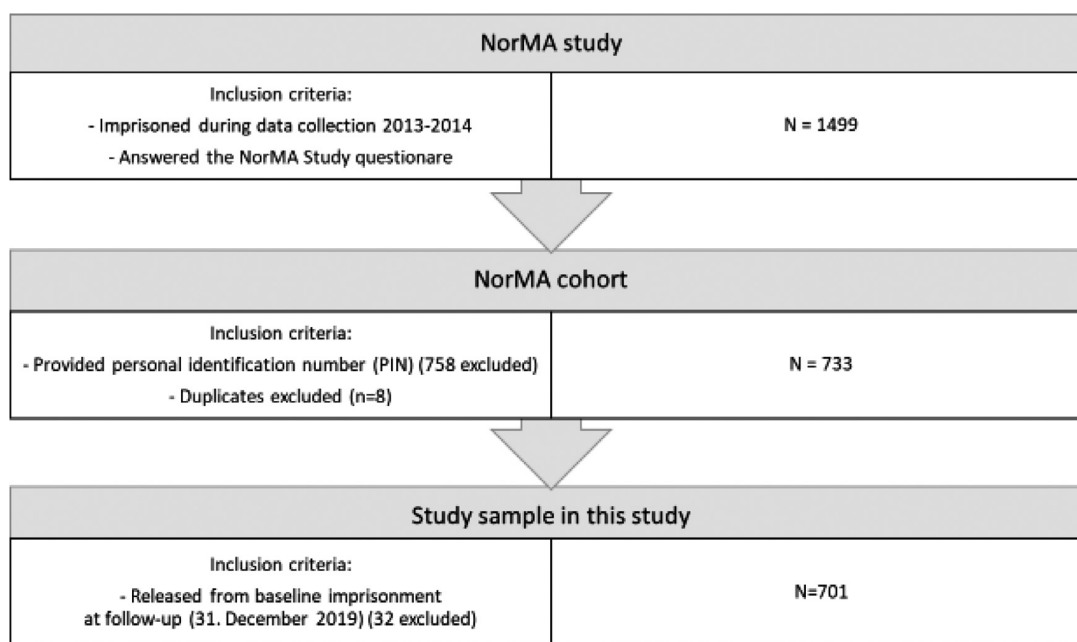 NorMA study
Inclusion criteria:
- Imprisoned during data collection 2013-2014
- Answered the NorMA Study questionare
N = 1499
NorMA cohort
Inclusion criteria:
- Provided personal identification number (PIN) (758 excluded)
- Duplicates excluded (n=8)
N = 733
Study sample in this study
Inclusion criteria:
- Released from baseline imprisonment
at follow-up (31. December 2019) (32 excluded)
N=701